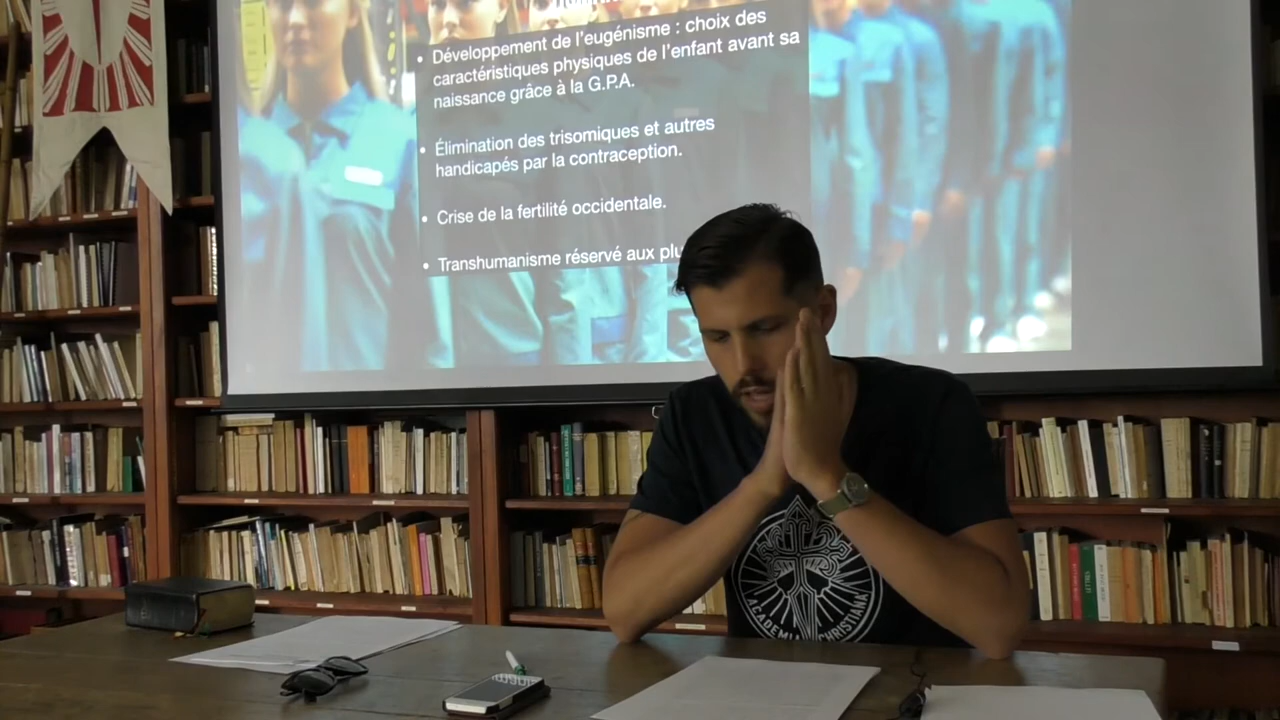 • Développement de l'eugénisme : choix des
caractéristiques physiques de l'enfant avant sa
naissance grâce à la G.P.A.
• Élimination des trisomiques et autres
handicapés par la contraception.
• Crise de la fertilité occidentale.
• Transhumanisme réservé aux
ACADEMIA CHRISTIANA